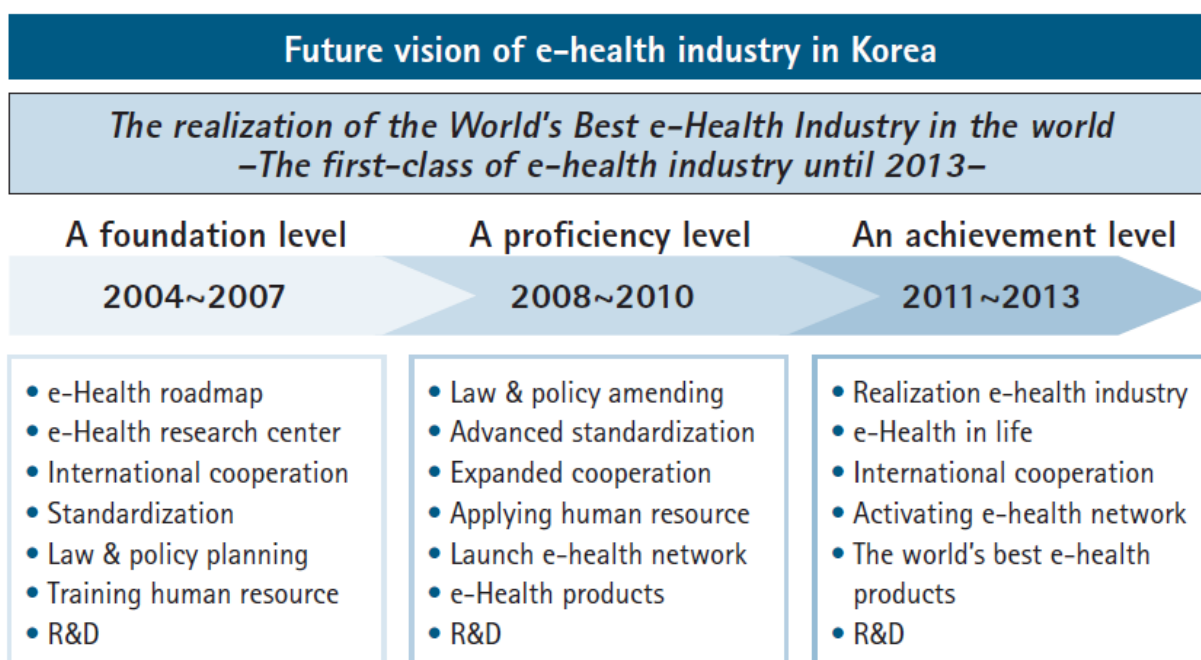 Future vision of e-health industry in Korea
The realization of the World's Best e-Health Industry in the world
–The first-class of e-health industry until 2013–
A foundation level
2004~2007
• e-Health roadmap
• e-Health research center
• International cooperation
• Standardization
• Law & policy planning
• Training human resource
• R&D
A proficiency level
2008~2010
• Law & policy amending
• Advanced standardization
• Expanded cooperation
• Applying human resource
• Launch e-health network
• e-Health products
• R&D
An achievement level
2011~2013
• Realization e-health industry
• e-Health in life
• International cooperation
• Activating e-health network
• The world's best e-health
products
• R&D